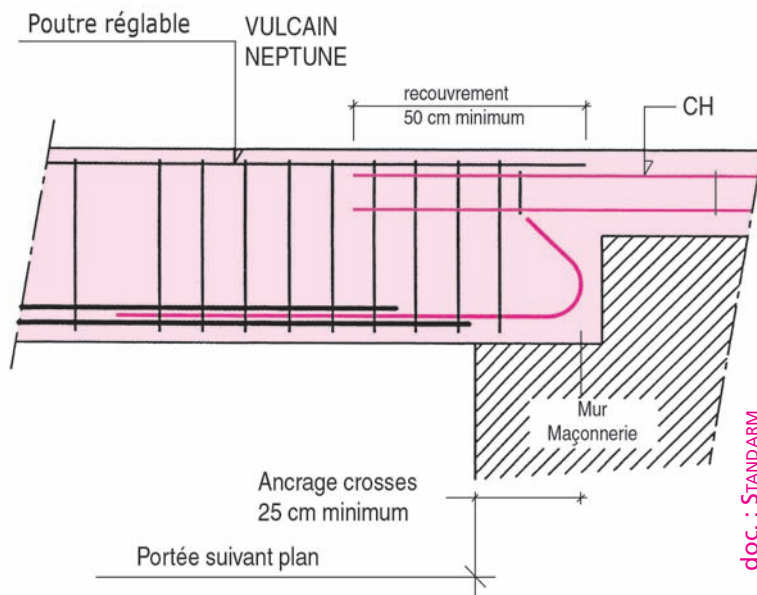 Poutre réglable
VULCAIN
NEPTUNE
recouvrement
50 cm minimum
CH
Mur
Maçonnerie
Ancrage crosses
25 cm minimum
Portée suivant plan
doc. : STANDARM